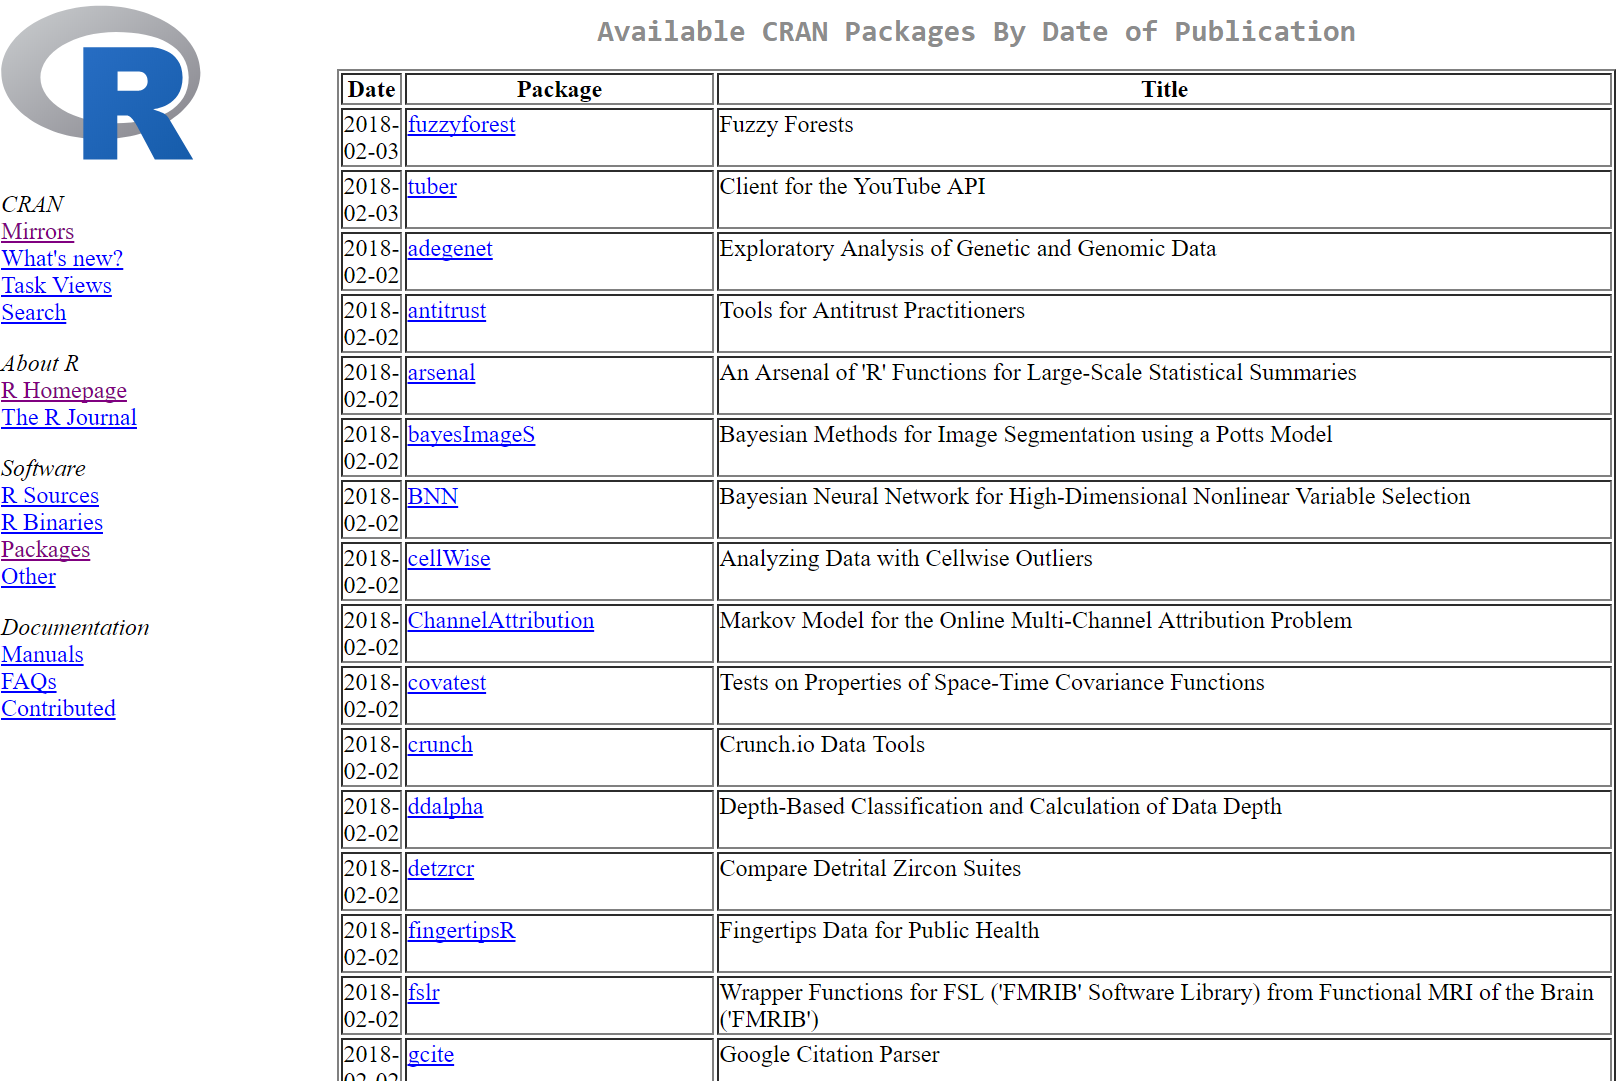 R
CRAN
Mirrors
What's new?
Task Views
Search
About R
R Homepage
The R Journal
Software
R Sources
R Binaries
Packages
Other
Documentation
Manuals
FAQs
Contributed
Available CRAN Packages By Date of Publication
Date Package Title
2018- fuzzyforest Fuzzy Forests
02-03
2018- tuber Client for the YouTube API
02-03
2018- adegenet Exploratory Analysis of Genetic and Genomic Data
02-02
2018- antitrust Tools for Antitrust Practitioners
02-02
2018- arsenal An Arsenal of 'R' Functions for Large-Scale Statistical Summaries
02-02
2018- bayesImageS Bayesian Methods for Image Segmentation using a Potts Model
02-02
2018- BNN Bayesian Neural Network for High-Dimensional Nonlinear Variable Selection
02-02
2018- cellWise Analyzing Data with Cellwise Outliers
02-02
2018- ChannelAttribution Markov Model for the Online Multi-Channel Attribution Problem
02-02
2018- covatest Tests on Properties of Space-Time Covariance Functions
02-02
2018- crunch Crunch.io Data Tools
02-02
2018- ddalpha Depth-Based Classification and Calculation of Data Depth
02-02
2018- detzrcr Compare Detrital Zircon Suites
02-02
2018- fingertipsR Fingertips Data for Public Health
02-02
2018- fslr Wrapper Functions for FSL ('FMRIB' Software Library) from Functional MRI of the Brain
02-02 ('FMRIB')
2018- gcite Google Citation Parser
02-02